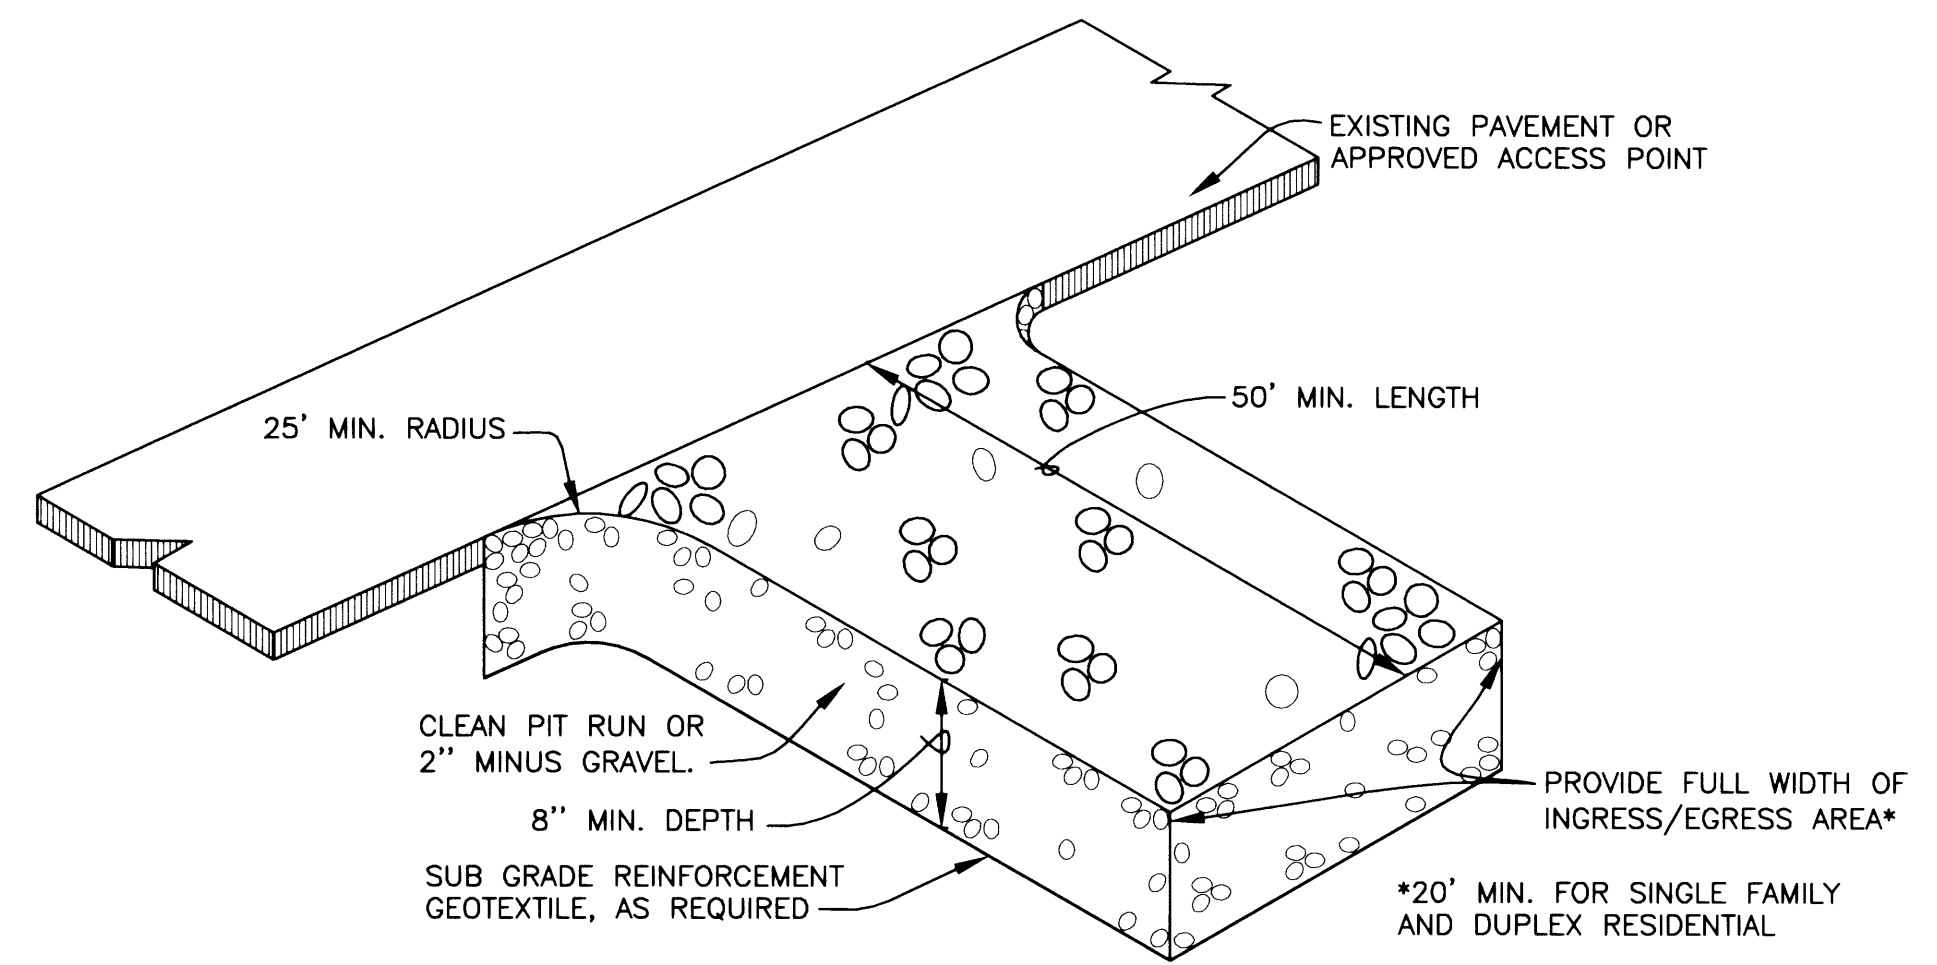 EXISTING PAVEMENT OR
APPROVED ACCESS POINT
50' MIN. LENGTH
25' MIN. RADIUS
CLEAN PIT RUN OR
2" MINUS GRAVEL.
8" MIN. DEPTH
SUB GRADE REINFORCEMENT
GEOTEXTILE, AS REQUIRED
PROVIDE FULL WIDTH OF
INGRESS/EGRESS AREA*
*20' MIN. FOR SINGLE FAMILY
AND DUPLEX RESIDENTIAL